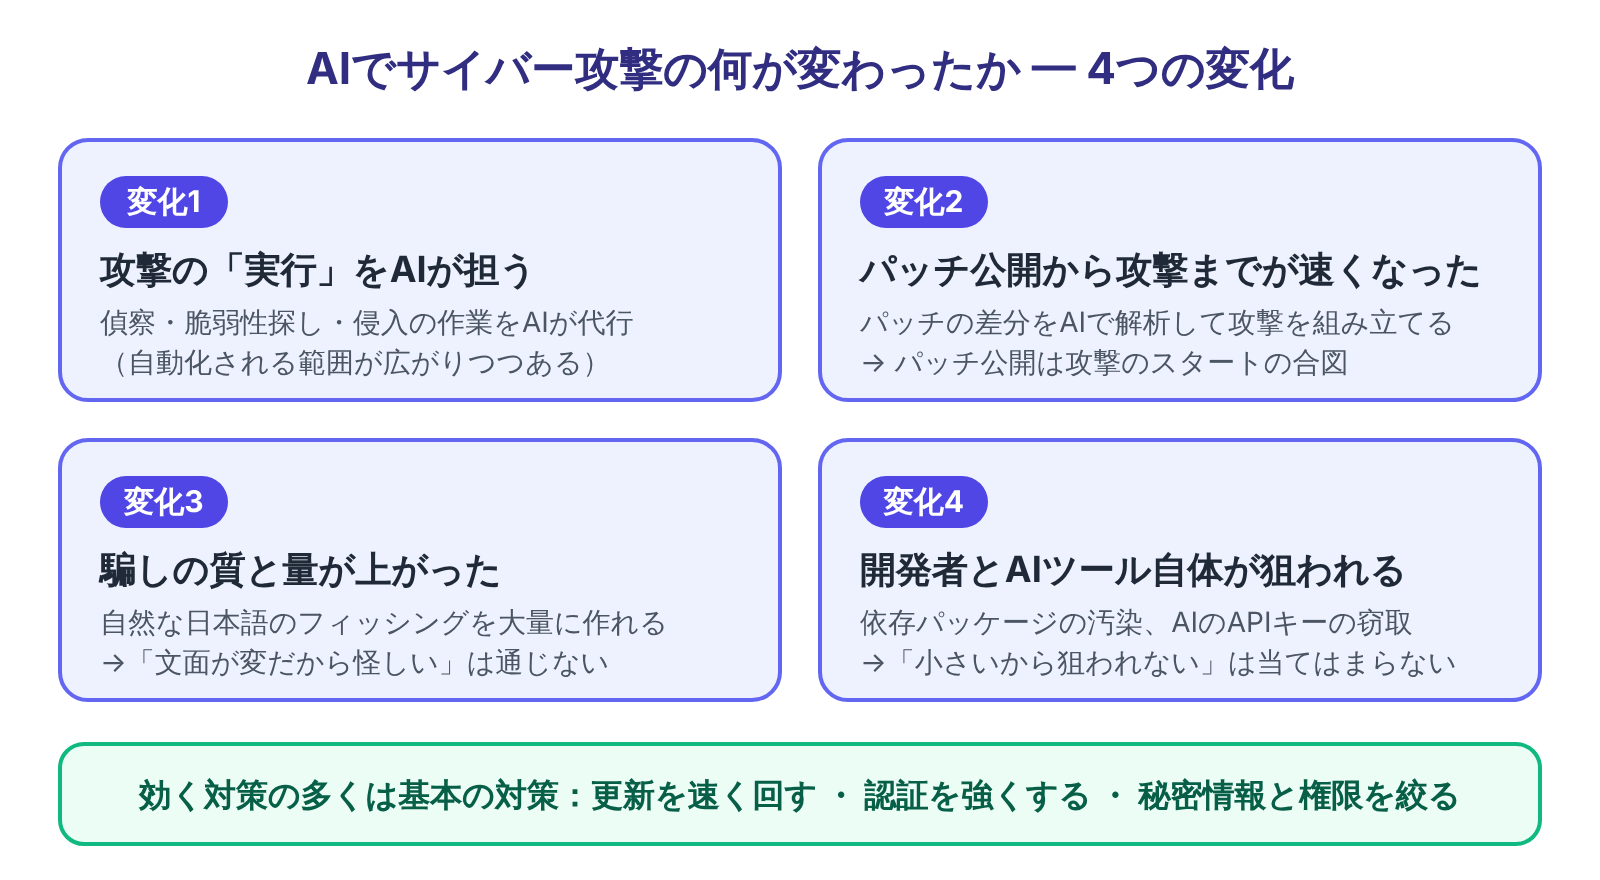 AIでサイバー攻撃の何が変わったか — 4つの変化
変化1
攻撃の「実行」をAIが担う
偵察・脆弱性探し・侵入の作業をAIが代行
（自動化される範囲が広がりつつある）
変化2
パッチ公開から攻撃までが速くなった
パッチの差分をAIで解析して攻撃を組み立てる
→ パッチ公開は攻撃のスタートの合図
変化3
騙しの質と量が上がった
自然な日本語のフィッシングを大量に作れる
→「文面が変だから怪しい」は通じない
変化4
開発者とAIツール自体が狙われる
依存パッケージの汚染、AIのAPIキーの窃取
→「小さいから狙われない」は当てはまらない
効く対策の多くは基本の対策：更新を速く回す ・ 認証を強くする ・ 秘密情報と権限を絞る